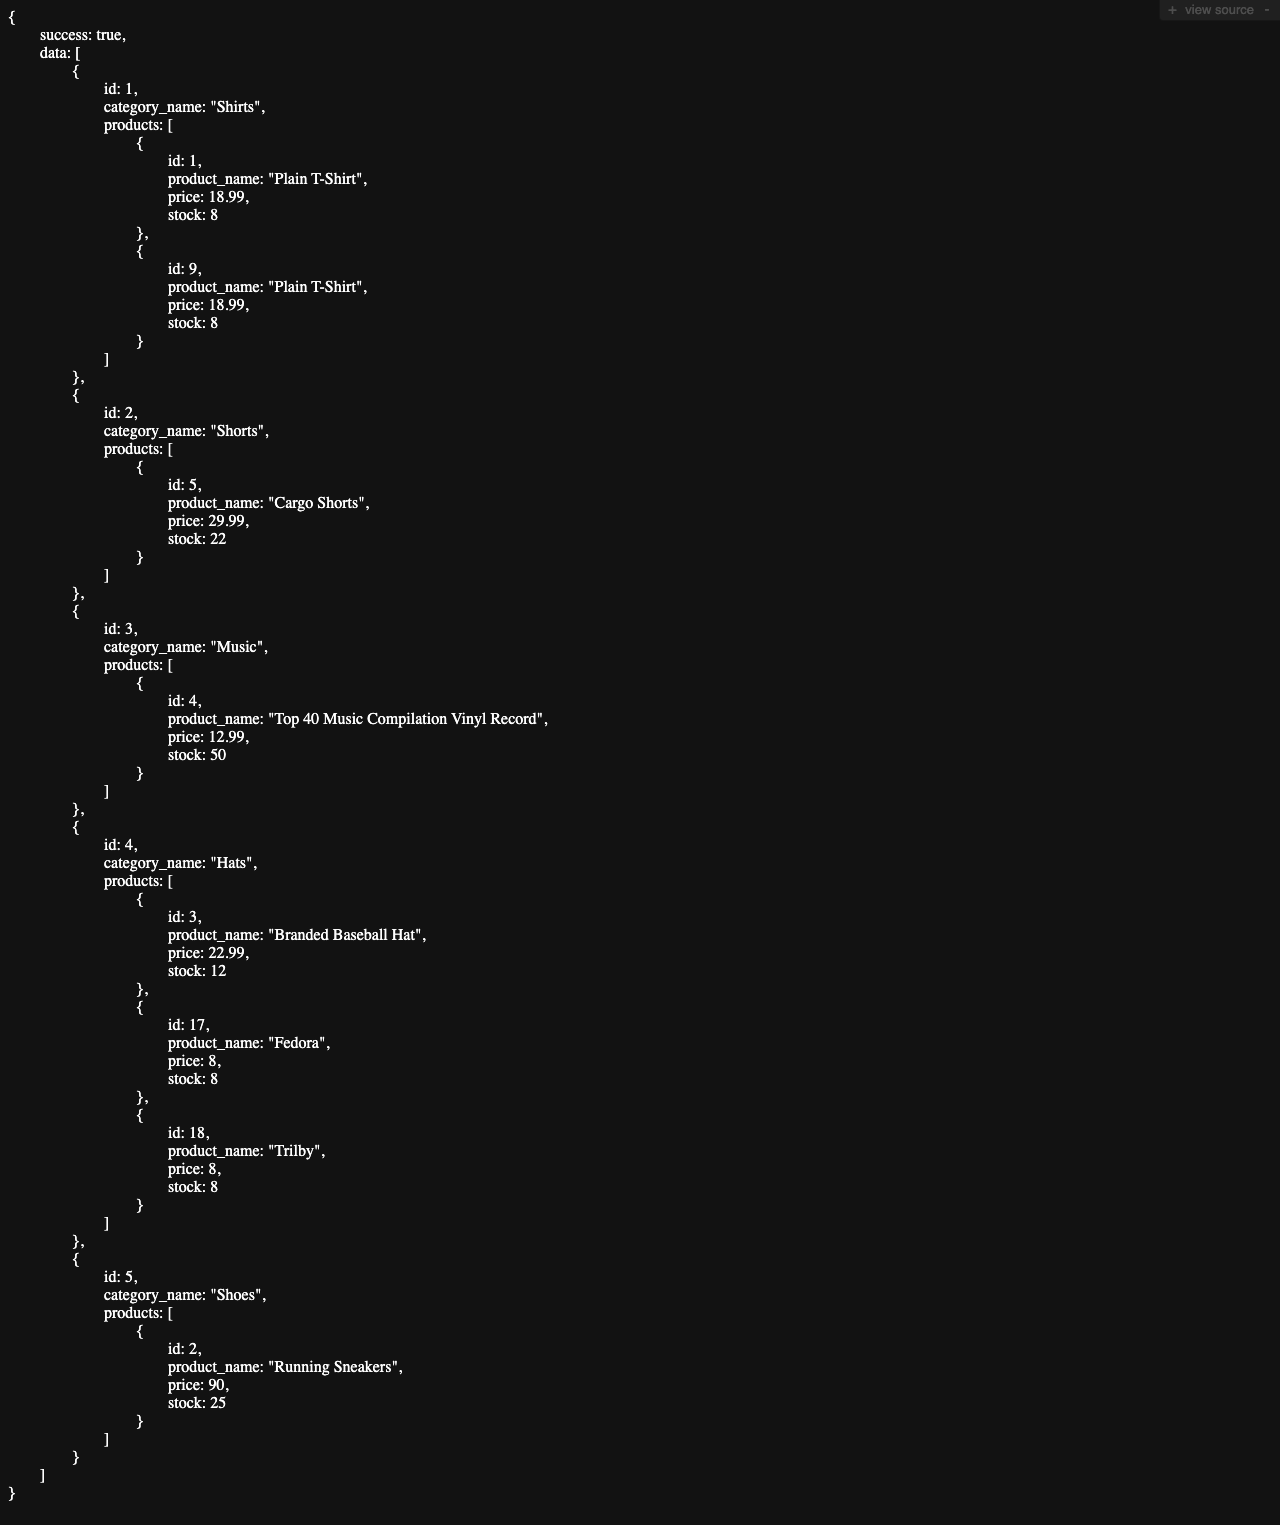 + view source -
{
success: true,
data: [
{
id: 1,
category_name: "Shirts",
products: [
{
id: 1,
product_name: "Plain T-Shirt",
price: 18.99,
stock: 8
},
{
id: 9,
product_name: "Plain T-Shirt",
price: 18.99,
stock: 8
}
]
},
{
id: 2,
category_name: "Shorts",
products: [
{
id: 5,
product_name: "Cargo Shorts",
price: 29.99,
stock: 22
}
]
},
{
id: 3,
category_name: "Music",
products: [
{
id: 4,
product_name: "Top 40 Music Compilation Vinyl Record",
price: 12.99,
stock: 50
}
]
},
{
id: 4,
category_name: "Hats",
products: [
{
id: 3,
product_name: "Branded Baseball Hat",
price: 22.99,
stock: 12
},
{
id: 17,
product_name: "Fedora",
price: 8,
stock: 8
},
{
id: 18,
product_name: "Trilby",
price: 8,
stock: 8
}
]
},
{
id: 5,
category_name: "Shoes",
products: [
{
id: 2,
product_name: "Running Sneakers",
price: 90,
stock: 25
}
]
}
]
}